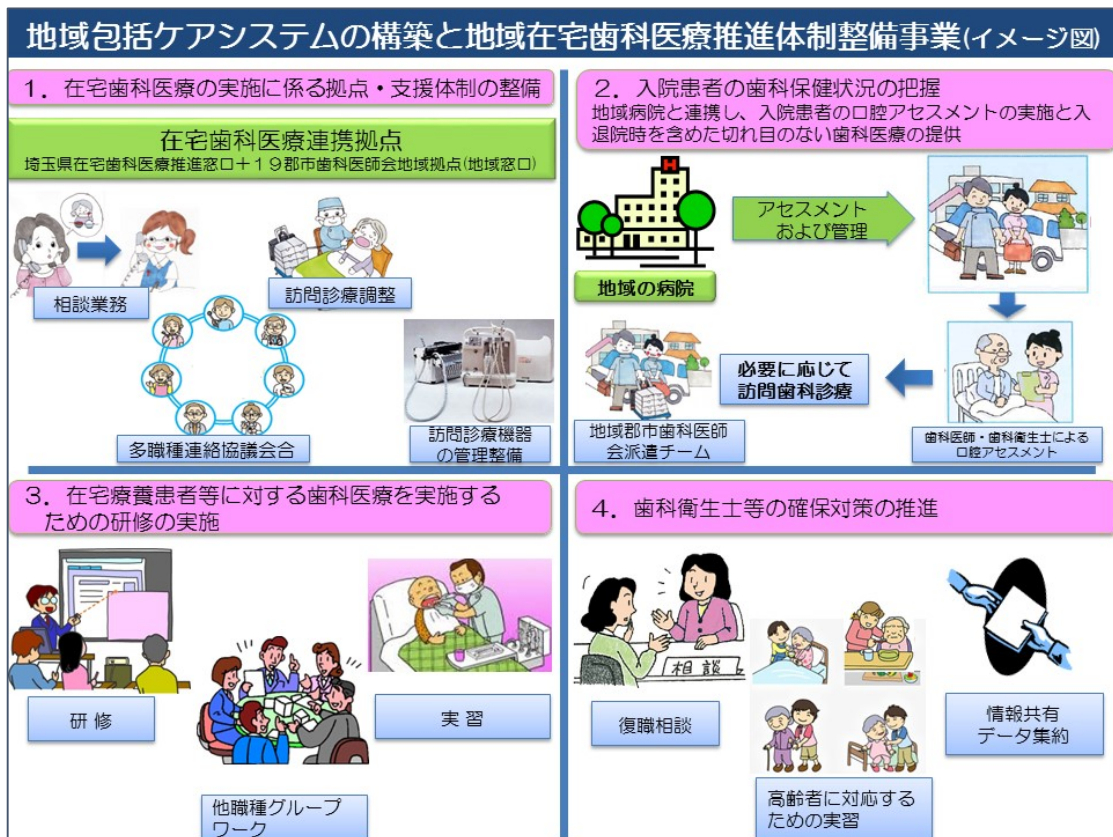 地域包括ケアシステムの構築と地域在宅歯科医療推進体制整備事業(イメージ図)
1．在宅歯科医療の実施に係る拠点・支援体制の整備
在宅歯科医療連携拠点
埼玉県在宅歯科医療推進窓口＋１９郡市歯科医師会地域拠点(地域窓口)
相談業務
訪問診療調整
多職種連絡協議会合
訪問診療機器
の管理整備
２．入院患者の歯科保健状況の把握
地域病院と連携し、入院患者の口腔アセスメントの実施と入
退院時を含めた切れ目のない歯科医療の提供
H
アセスメント
および管理
地域の病院
必要に応じて
訪問歯科診療
地域郡市歯科医師
会派遣チーム
歯科医師・歯科衛生士による
口腔アセスメント
３．在宅療養患者等に対する歯科医療を実施する
ための研修の実施
研 修
実 習
他職種グループ
ワーク
４．歯科衛生士等の確保対策の推進
相談
復職相談
高齢者に対応する
ための実習
情報共有
データ集約